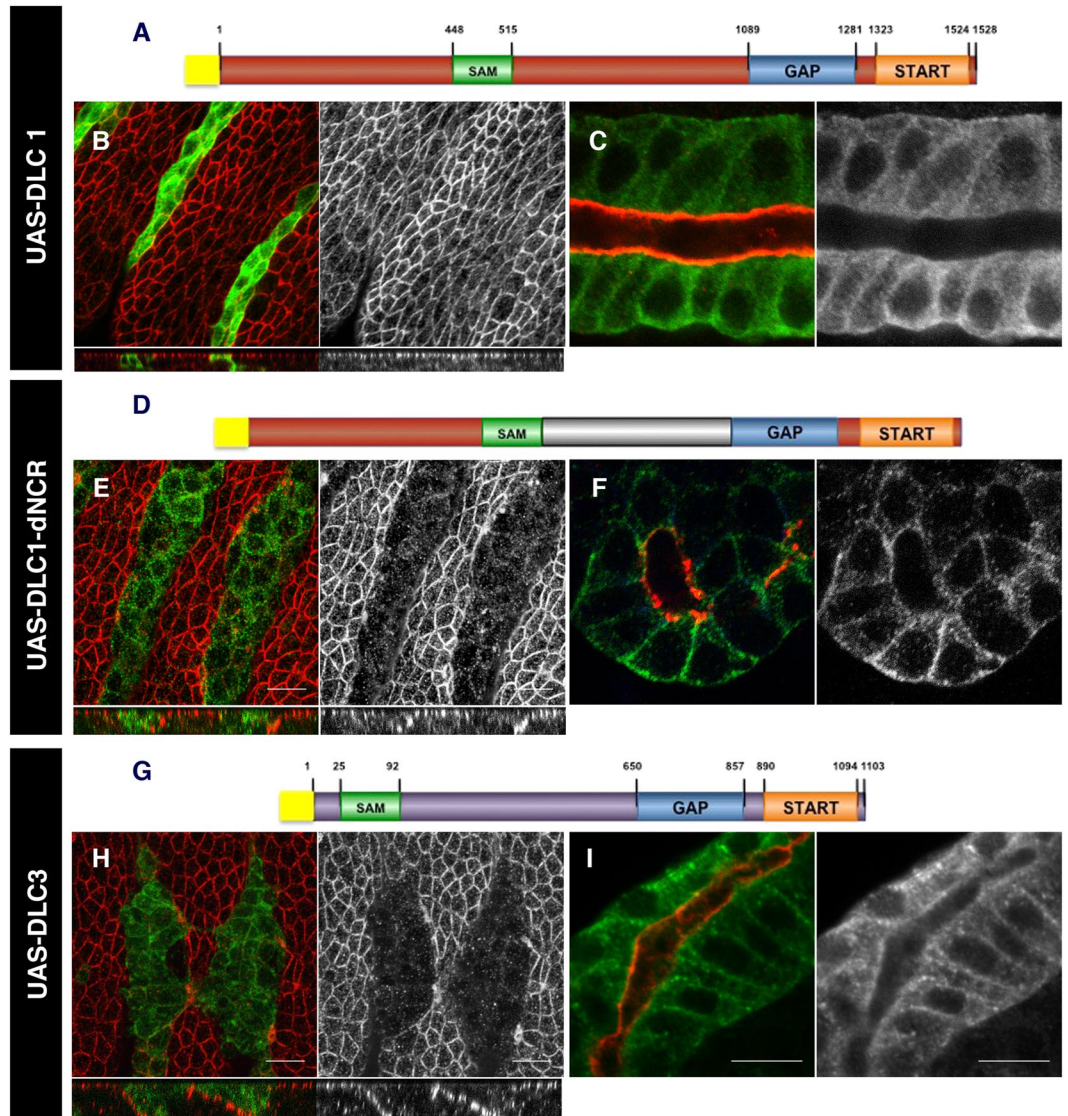 UAS-DLC 1
A
1 448 515 1089 1281 1323 1524 1528
SAM GAP START
B C
UAS-DLC1-dNCR
D
SAM GAP START
E F
UAS-DLC3
G
1 25 92 650 857 890 1094 1103
SAM GAP START
H I